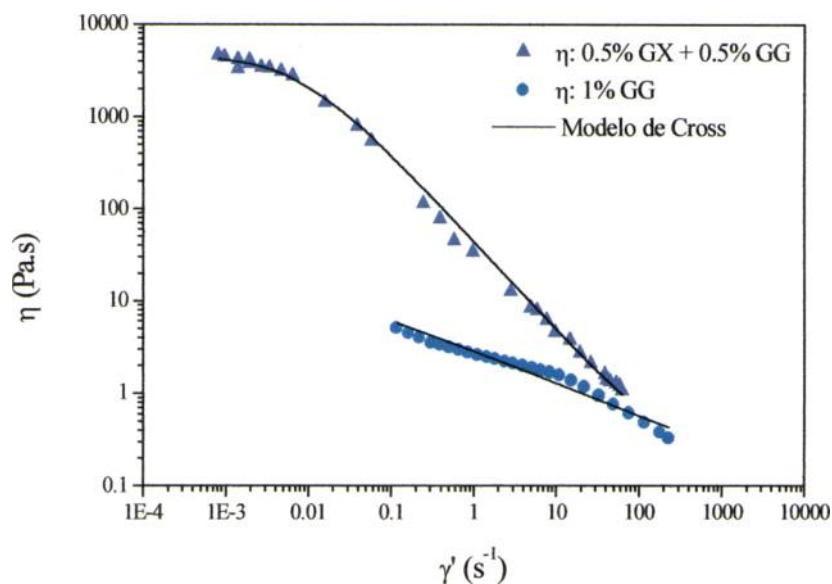 10000
1000
100
10
1
0.1
η (Pa.s)
η: 0.5% GX + 0.5% GG
η: 1% GG
Modelo de Cross
1E-4 1E-3 0.01 0.1 1 10 100 1000 10000
γ' (s⁻¹)